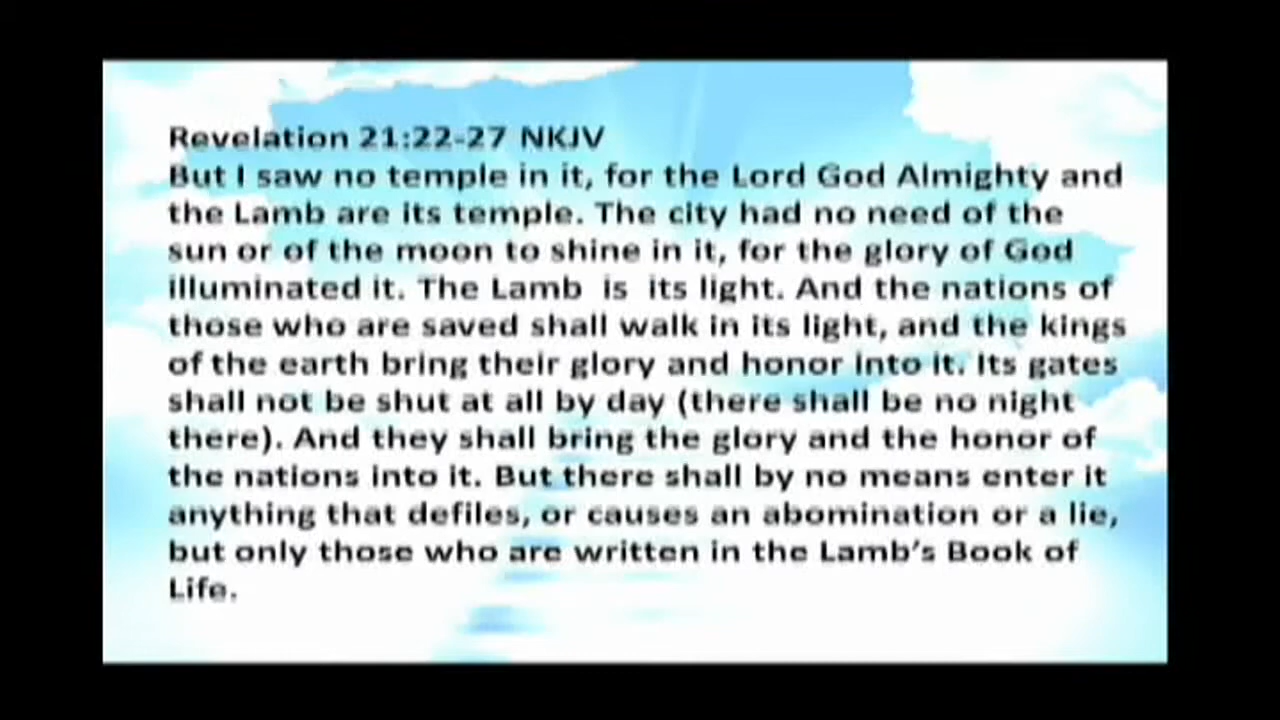 Revelation 21:22-27 NKJV
But I saw no temple in it, for the Lord God Almighty and
the Lamb are its temple. The city had no need of the
sun or of the moon to shine in it, for the glory of God
illuminated it. The Lamb is its light. And the nations of
those who are saved shall walk in its light, and the kings
of the earth bring their glory and honor into it. Its gates
shall not be shut at all by day (there shall be no night
there). And they shall bring the glory and the honor of
the nations into it. But there shall by no means enter it
anything that defiles, or causes an abomination or a lie,
but only those who are written in the Lamb's Book of
Life.